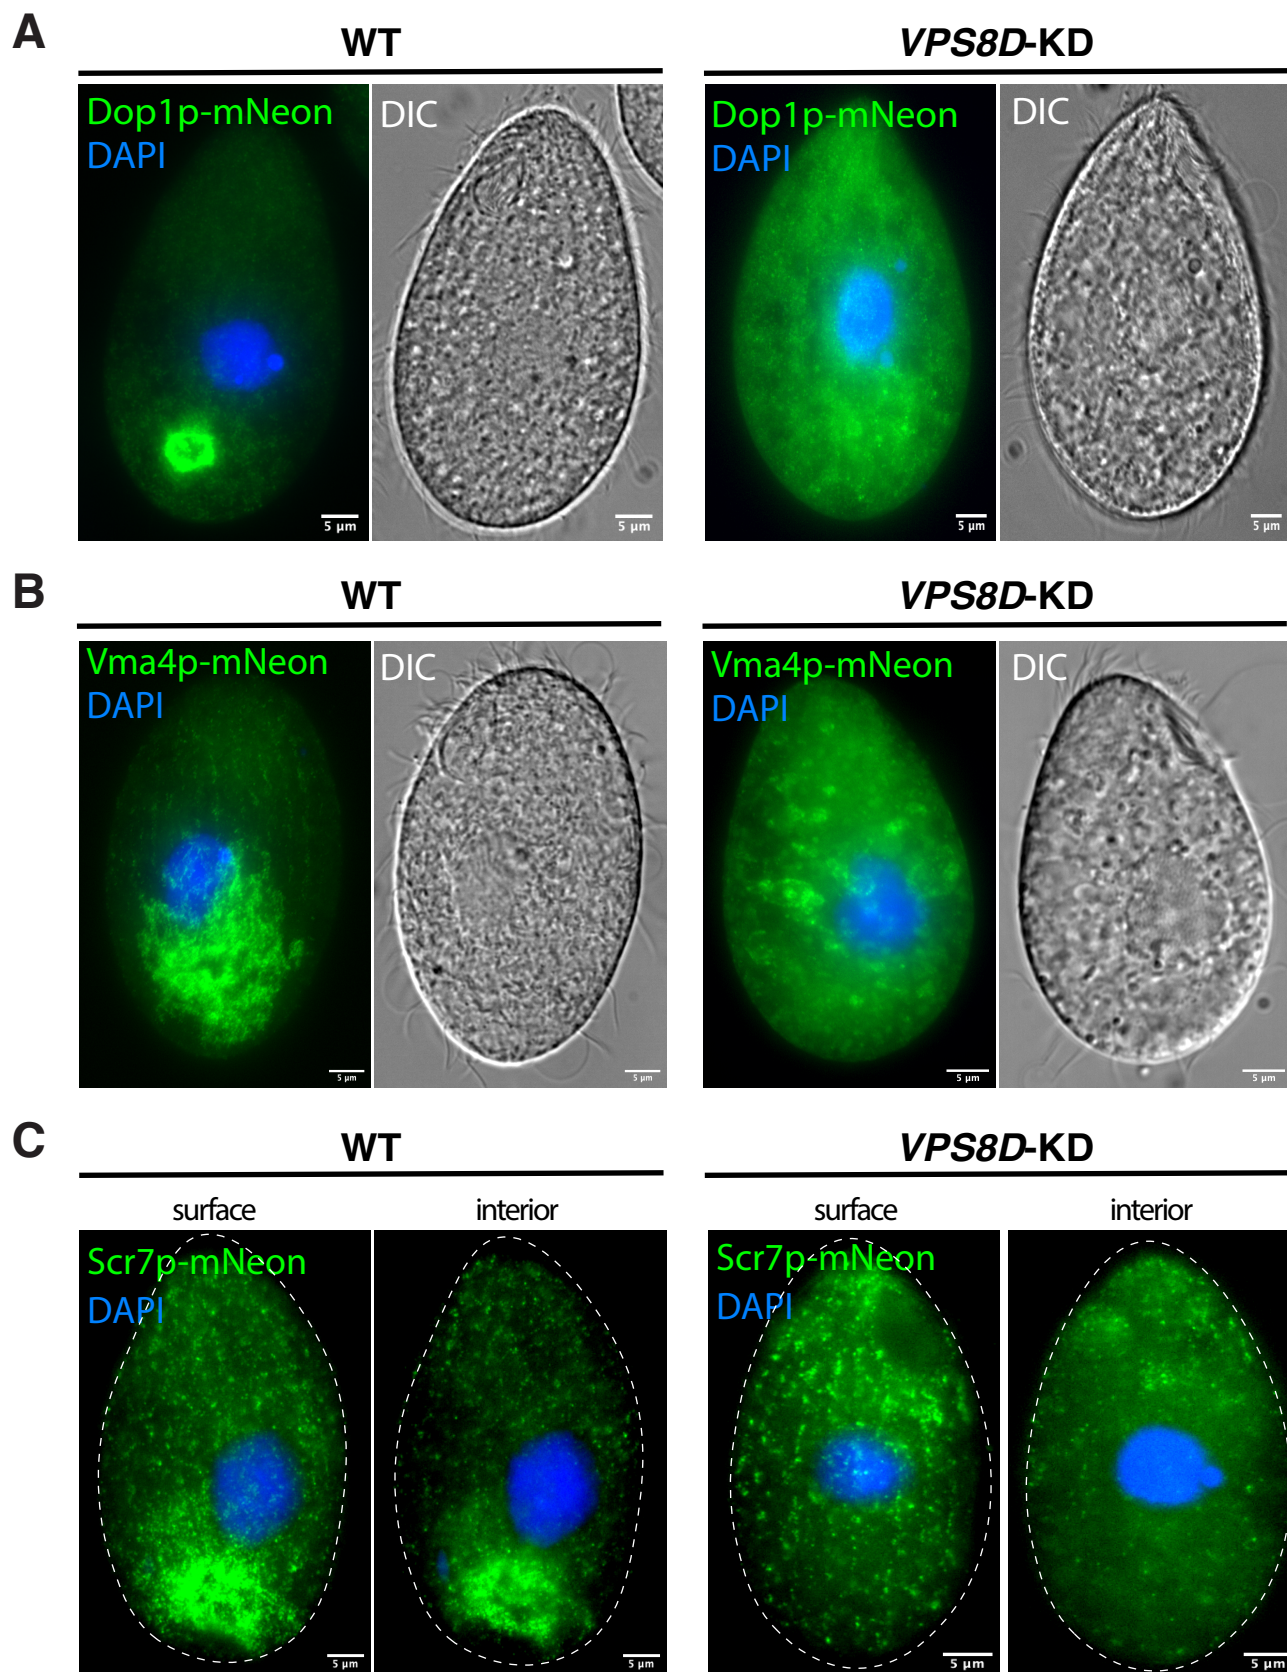 A
WT
VPS8D-KD
Dop1p-mNeon
DAPI
DIC
Dop1p-mNeon
DAPI
DIC
5 µm
5 µm
5 µm
5 µm
B
WT
VPS8D-KD
Vma4p-mNeon
DAPI
DIC
Vma4p-mNeon
DAPI
DIC
5 µm
5 µm
5 µm
5 µm
C
WT
VPS8D-KD
surface
interior
surface
interior
Scr7p-mNeon
DAPI
Scr7p-mNeon
DAPI
5 µm
5 µm
5 µm
5 µm